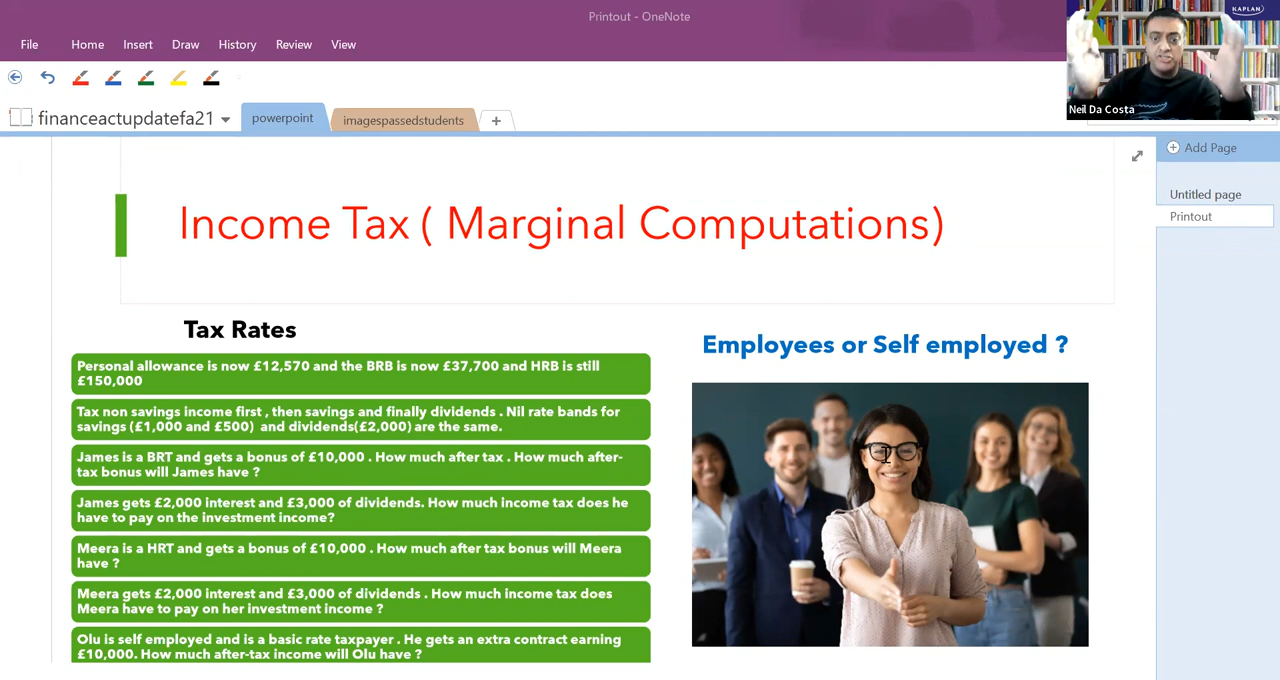 Printout - OneNote
KAPLAN
File Home Insert Draw History Review View
Neil Da Costa
financeactupdatefa21 powerpoint imagespassedstudents +
Add Page
Untitled page
Printout
Income Tax ( Marginal Computations)
Tax Rates
Personal allowance is now £12,570 and the BRB is now £37,700 and HRB is still
£150,000
Tax non savings income first , then savings and finally dividends . Nil rate bands for
savings (£1,000 and £500) and dividends(£2,000) are the same.
James is a BRT and gets a bonus of £10,000 . How much after tax . How much after-
tax bonus will James have ?
James gets £2,000 interest and £3,000 of dividends. How much income tax does he
have to pay on the investment income?
Meera is a HRT and gets a bonus of £10,000 . How much after tax bonus will Meera
have ?
Meera gets £2,000 interest and £3,000 of dividends . How much income tax does
Meera have to pay on her investment income ?
Olu is self employed and is a basic rate taxpayer . He gets an extra contract earning
£10,000. How much after-tax income will Olu have ?
Employees or Self employed ?